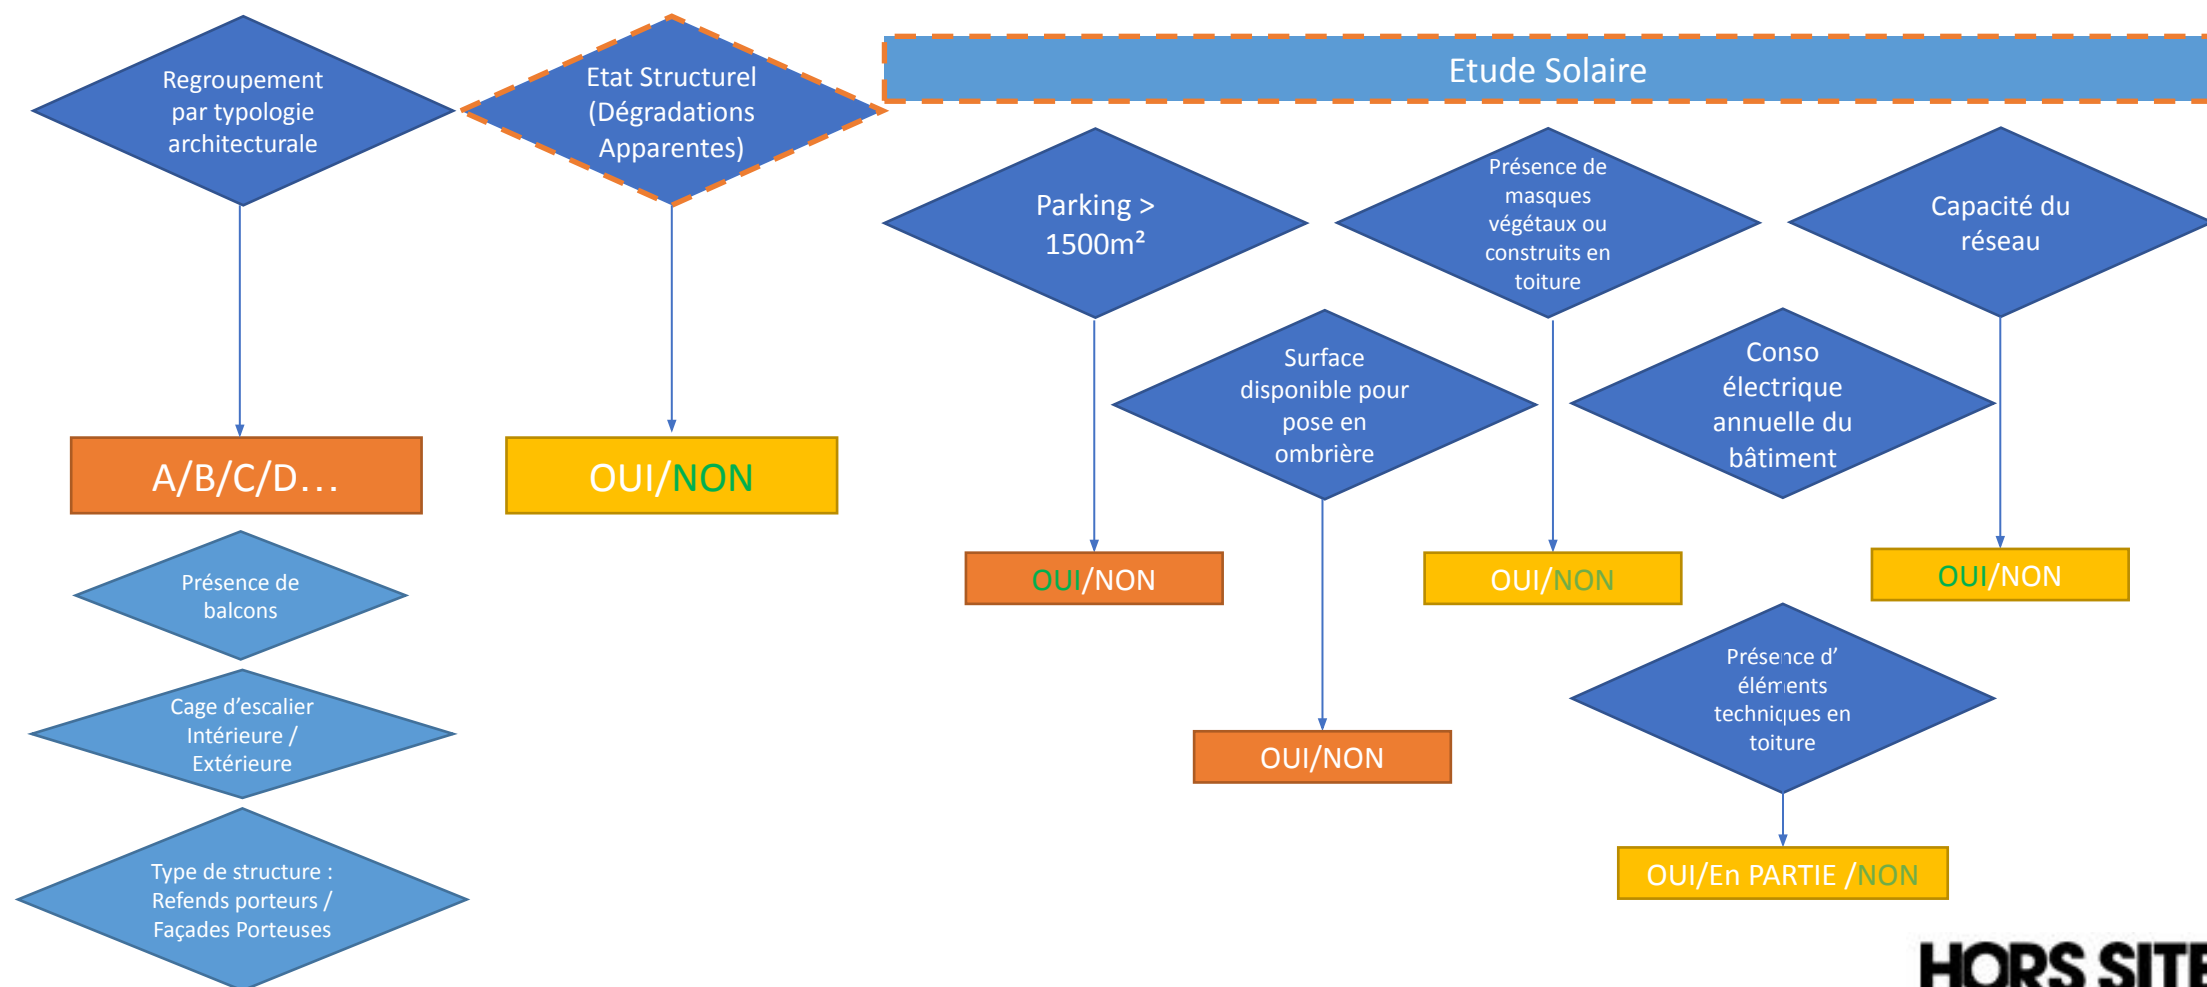 Regroupement
par typologie
architecturale
Etat Structurel
(Dégradations
Apparentes)
Etude Solaire
Parking >
1500m²
Présence de
masques
végétaux ou
construits en
toiture
Capacité du
réseau
Surface
disponible pour
pose en
ombrière
Conso
électrique
annuelle du
bâtiment
A/B/C/D...
OUI/NON
OUI/NON
OUI/NON
OUI/NON
Présence de
balcons
Présence d’
éléments
techniques en
toiture
Cage d’escalier
Intérieure /
Extérieure
OUI/NON
Type de structure :
Refends porteurs /
Façades Porteuses
OUI/En PARTIE /NON
HORS SITE